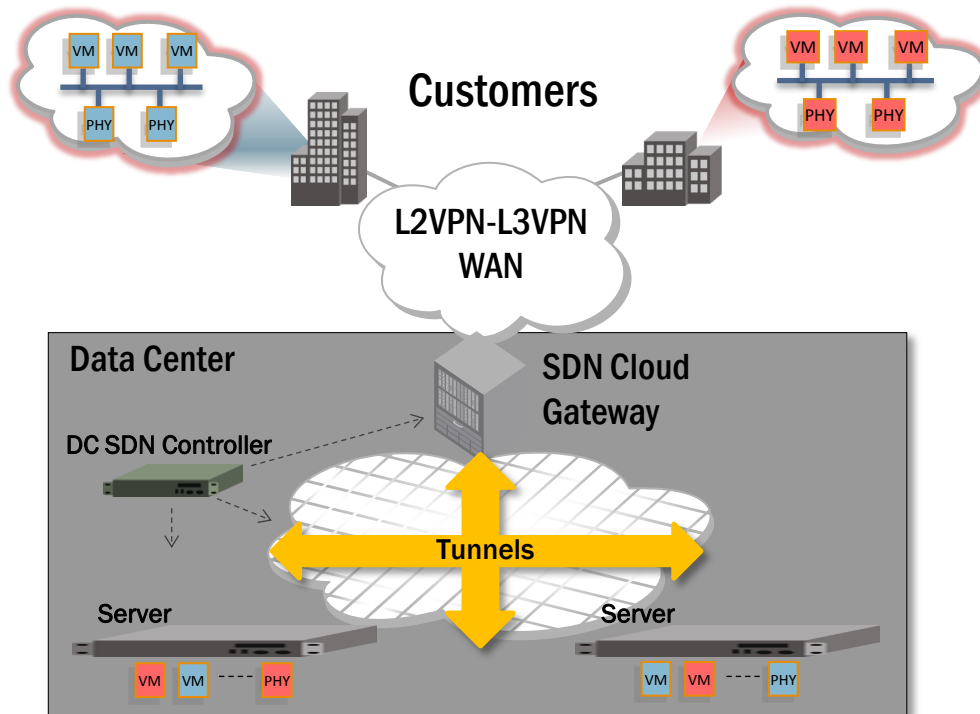 VM VM VM
PHY PHY
Customers
VM VM VM
PHY PHY
L2VPN-L3VPN
WAN
Data Center
SDN Cloud
Gateway
DC SDN Controller
Tunnels
Server
VM VM PHY
Server
VM VM PHY